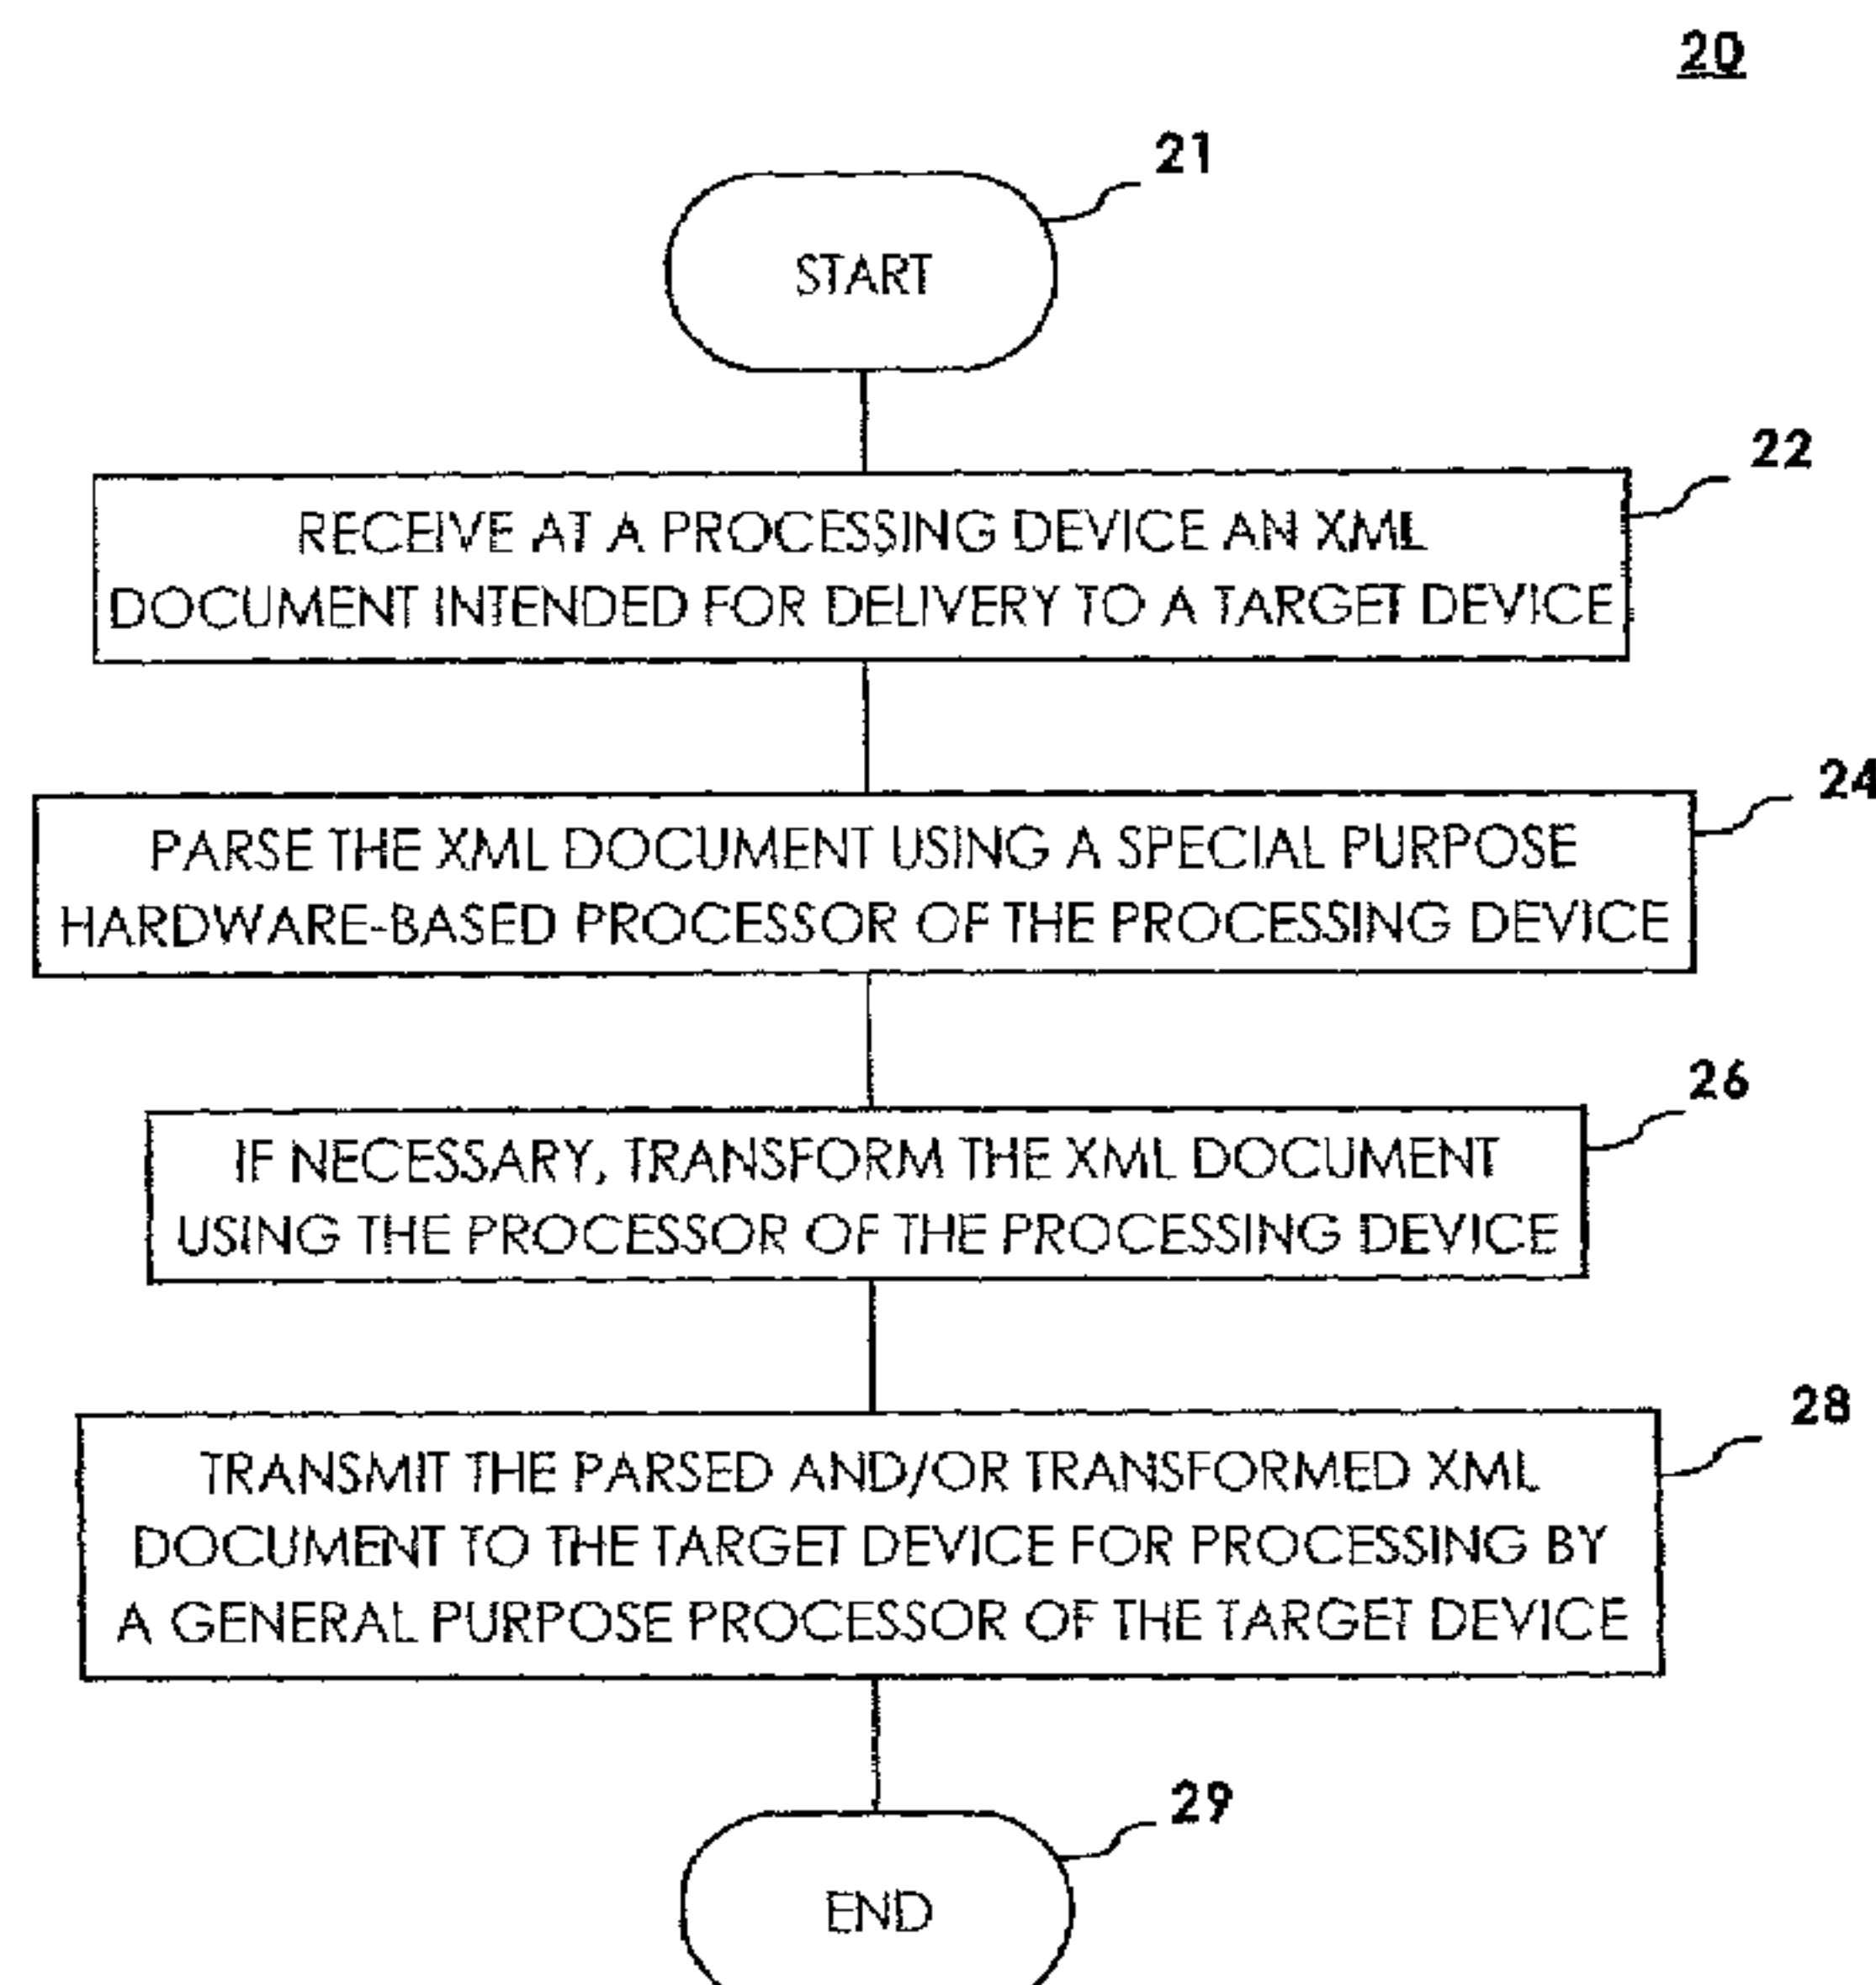 20
21
START
22
RECEIVE AT A PROCESSING DEVICE AN XML
DOCUMENT INTENDED FOR DELIVERY TO A TARGET DEVICE
24
PARSE THE XML DOCUMENT USING A SPECIAL PURPOSE
HARDWARE-BASED PROCESSOR OF THE PROCESSING DEVICE
26
IF NECESSARY, TRANSFORM THE XML DOCUMENT
USING THE PROCESSOR OF THE PROCESSING DEVICE
28
TRANSMIT THE PARSED AND/OR TRANSFORMED XML
DOCUMENT TO THE TARGET DEVICE FOR PROCESSING BY
A GENERAL PURPOSE PROCESSOR OF THE TARGET DEVICE
29
END